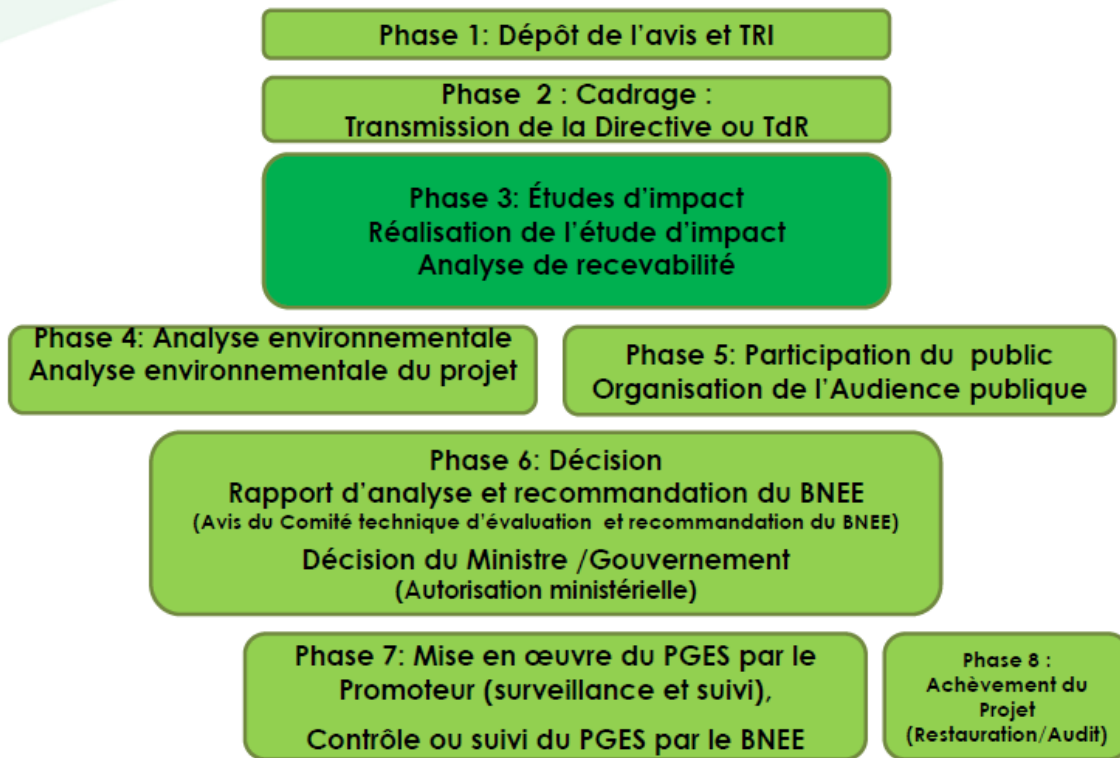 Phase 1: Dépôt de l'avis et TRI
Phase 2 : Cadrage :
Transmission de la Directive ou TdR
Phase 3: Études d'impact
Réalisation de l'étude d'impact
Analyse de recevabilité
Phase 4: Analyse environnementale
Analyse environnementale du projet
Phase 5: Participation du public
Organisation de l'Audience publique
Phase 6: Décision
Rapport d'analyse et recommandation du BNEE
(Avis du Comité technique d'évaluation et recommandation du BNEE)
Décision du Ministre /Gouvernement
(Autorisation ministérielle)
Phase 7: Mise en œuvre du PGES par le
Promoteur (surveillance et suivi),
Contrôle ou suivi du PGES par le BNEE
Phase 8 :
Achèvement du
Projet
(Restauration/Audit)